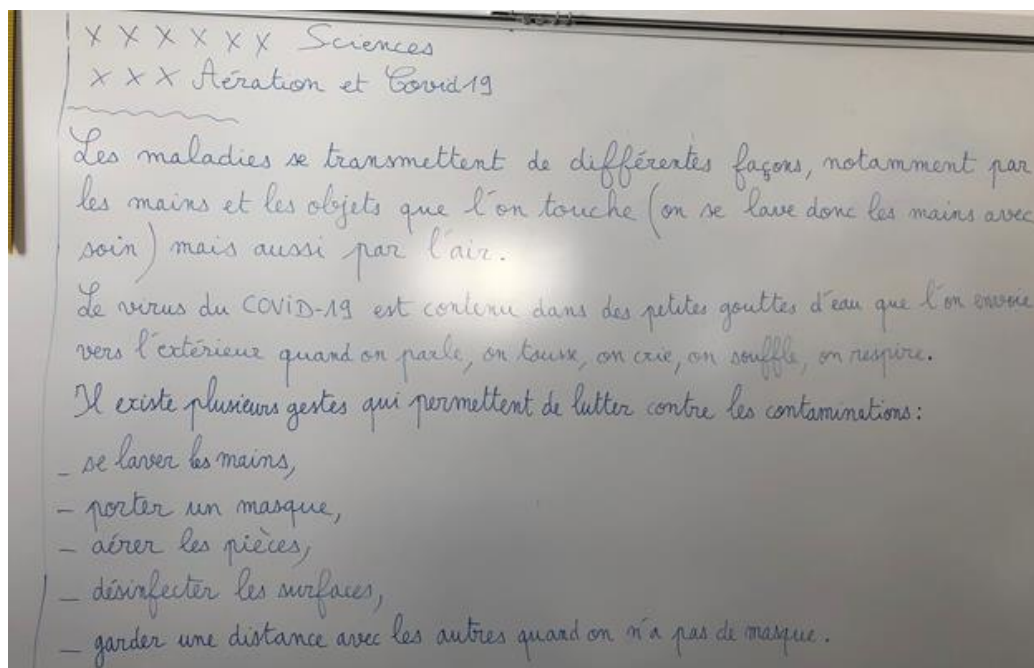 X X X X X X Sciences
X X X Aération et Covid 19
Les maladies se transmettent de différentes façons, notamment par
les mains et les objets que l'on touche (on se lave donc les mains avec
soin) mais aussi par l'air.
Le virus du COVID-19 est contenu dans des petites gouttes d'eau que l'on envoie
vers l'extérieur quand on parle, on tousse, on crie, on souffle, on respire.
Il existe plusieurs gestes qui permettent de lutter contre les contaminations :
_ se laver les mains,
- porter un masque,
- aérer les pièces,
_ désinfecter les surfaces,
_ garder une distance avec les autres quand on n'a pas de masque.